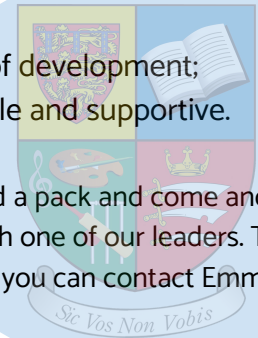 of development;
le and supportive.
d a pack and come and
h one of our leaders. T
you can contact Emm
Sic Vos Non Vobis